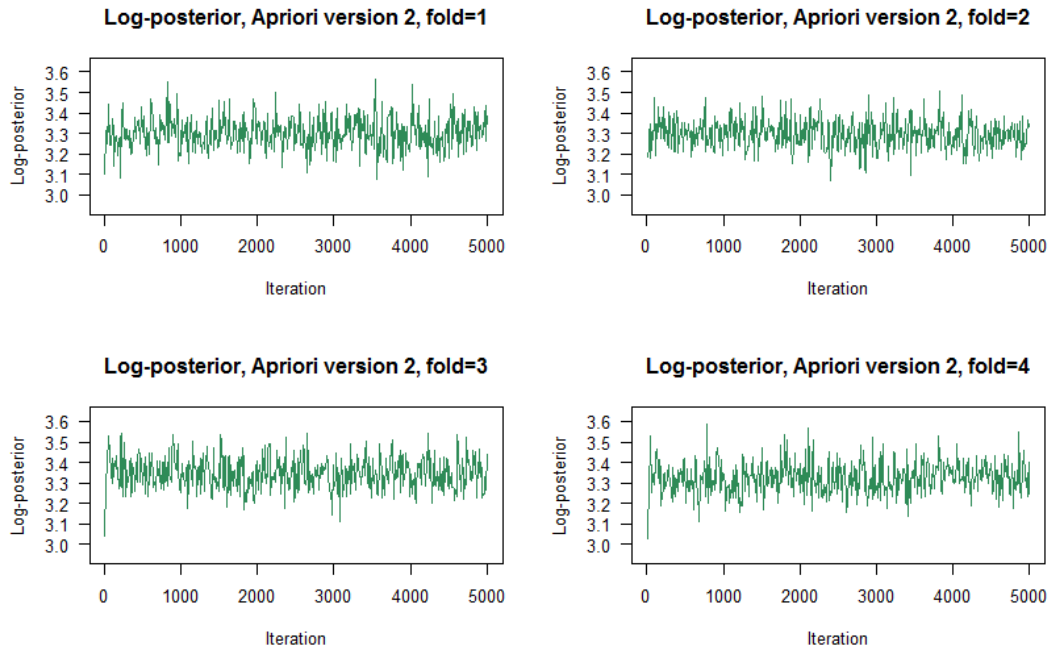 Log-posterior, Apriori version 2, fold=1
Log-posterior
3.6
3.5
3.4
3.3
3.2
3.1
3.0
0 1000 2000 3000 4000 5000
Iteration
Log-posterior, Apriori version 2, fold=2
Log-posterior
3.6
3.5
3.4
3.3
3.2
3.1
3.0
0 1000 2000 3000 4000 5000
Iteration
Log-posterior, Apriori version 2, fold=3
Log-posterior
3.6
3.5
3.4
3.3
3.2
3.1
3.0
0 1000 2000 3000 4000 5000
Iteration
Log-posterior, Apriori version 2, fold=4
Log-posterior
3.6
3.5
3.4
3.3
3.2
3.1
3.0
0 1000 2000 3000 4000 5000
Iteration